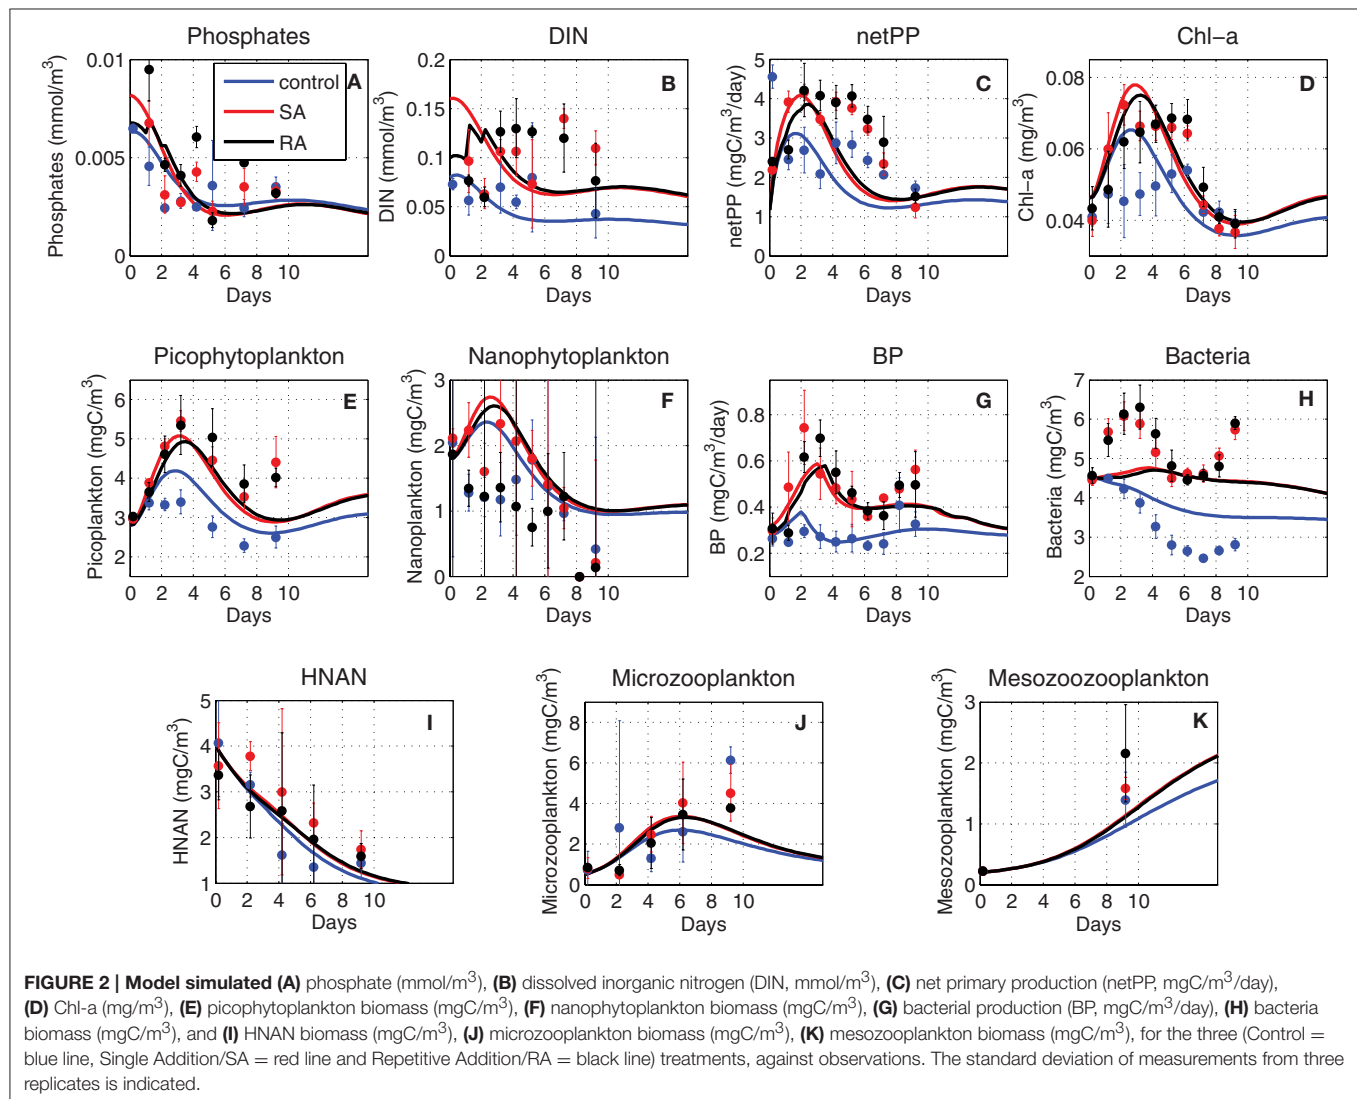 Phosphates
DIN
netPP
Chl–a
0.01
0.005
0
Phosphates (mmol/m³)
0 2 4 6 8 10
Days
control
SA
RA
A
0.2
0.15
0.1
0.05
0
DIN (mmol/m³)
0 2 4 6 8 10
Days
B
5
4
3
2
1
0
netPP (mgC/m³/day)
0 2 4 6 8 10
Days
C
0.08
0.06
0.04
Chl–a (mg/m³)
0 2 4 6 8 10
Days
D
Picophytoplankton
Nanophytoplankton
BP
Bacteria
6
5
4
3
2
Picoplankton (mgC/m³)
0 2 4 6 8 10
Days
E
3
2
1
0
Nanoplankton (mgC/m³)
0 2 4 6 8 10
Days
F
0.8
0.6
0.4
0.2
BP (mgC/m³/day)
0 2 4 6 8 10
Days
G
7
6
5
4
3
2
Bacteria (mgC/m³)
0 2 4 6 8 10
Days
H
HNAN
Microzooplankton
Mesozoozooplankton
5
4
3
2
1
HNAN (mgC/m³)
0 2 4 6 8 10
Days
I
8
6
4
2
0
Microzooplankton (mgC/m³)
0 2 4 6 8 10
Days
J
3
2
1
0
Mesozooplankton (mgC/m³)
0 2 4 6 8 10
Days
K
FIGURE 2 | Model simulated (A) phosphate (mmol/m³), (B) dissolved inorganic nitrogen (DIN, mmol/m³), (C) net primary production (netPP, mgC/m³/day),
(D) Chl-a (mg/m³), (E) picophytoplankton biomass (mgC/m³), (F) nanophytoplankton biomass (mgC/m³), (G) bacterial production (BP, mgC/m³/day), (H) bacteria
biomass (mgC/m³), and (I) HNAN biomass (mgC/m³), (J) microzooplankton biomass (mgC/m³), (K) mesozooplankton biomass (mgC/m³), for the three (Control =
blue line, Single Addition/SA = red line and Repetitive Addition/RA = black line) treatments, against observations. The standard deviation of measurements from three
replicates is indicated.